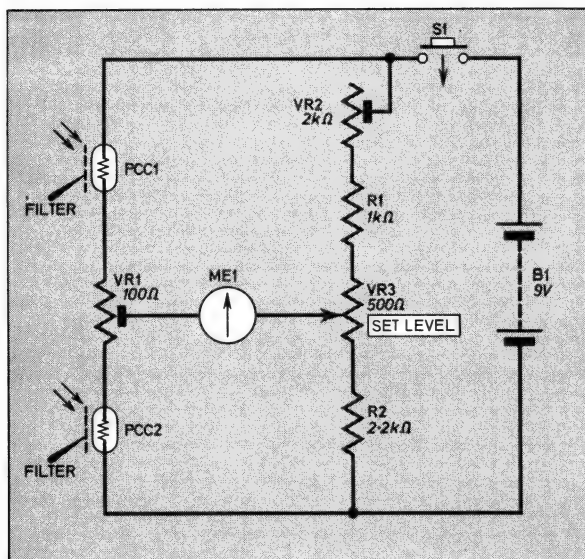 S1
VR2
2kΩ
PCC1
FILTER
R1
1kΩ
VR1
100Ω
ME1
VR3
500Ω
SET LEVEL
B1
9V
PCC2
R2
2·2kΩ
FILTER